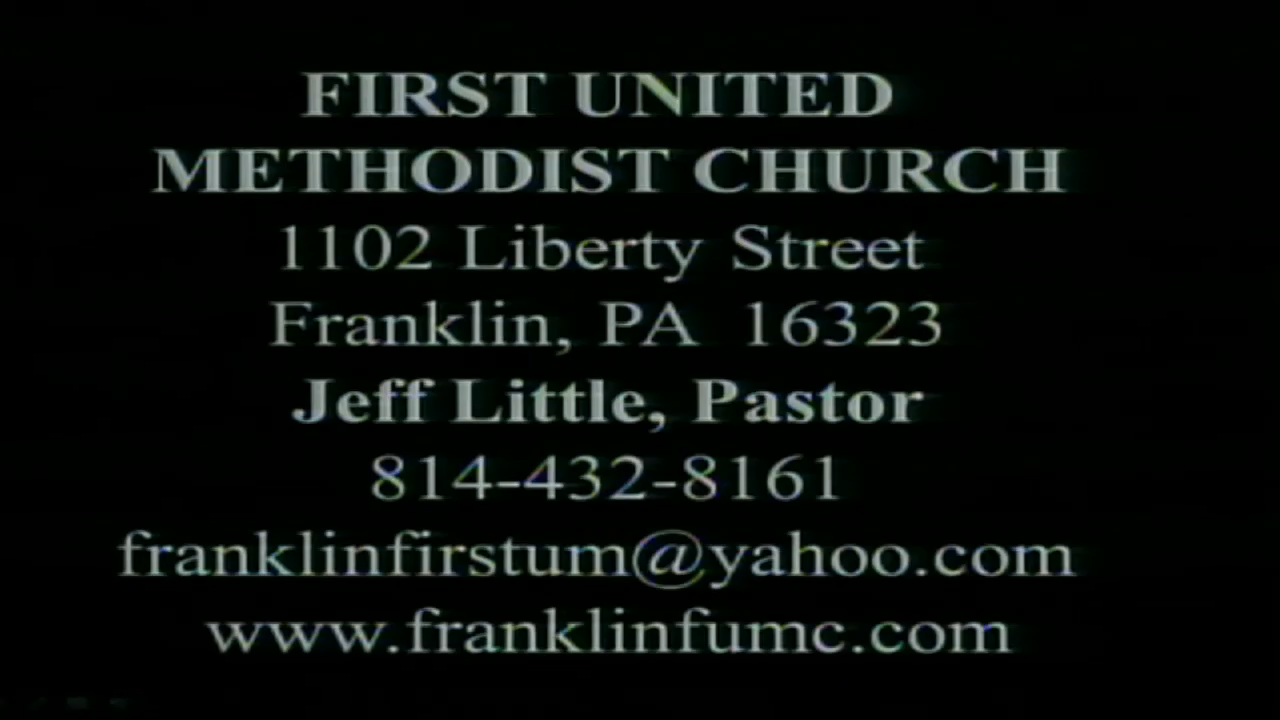 FIRST UNITED
METHODIST CHURCH
1102 Liberty Street
Franklin, PA 16323
Jeff Little, Pastor
814-432-8161
franklinfirstum@yahoo.com
www.franklinfumc.com